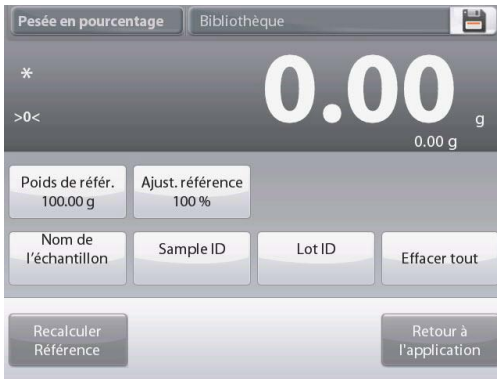 Pesée en pourcentage
Bibliothèque
*
0.00
>0<
g
0.00 g
Poids de référ.
100.00 g
Ajust. référence
100 %
Nom de
l'échantillon
Sample ID
Lot ID
Effacer tout
Recalculer
Référence
Retour à
l'application